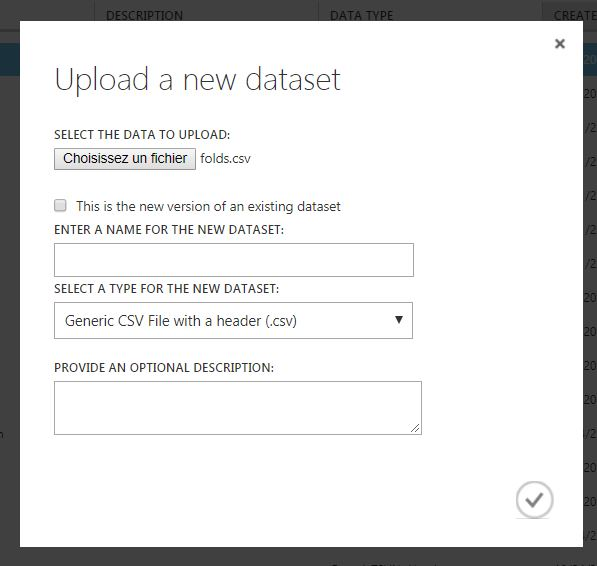 DESCRIPTION DATA TYPE CREATE
Upload a new dataset
SELECT THE DATA TO UPLOAD:
Choisissez un fichier folds.csv
This is the new version of an existing dataset
ENTER A NAME FOR THE NEW DATASET:
SELECT A TYPE FOR THE NEW DATASET:
Generic CSV File with a header (.csv)
PROVIDE AN OPTIONAL DESCRIPTION: